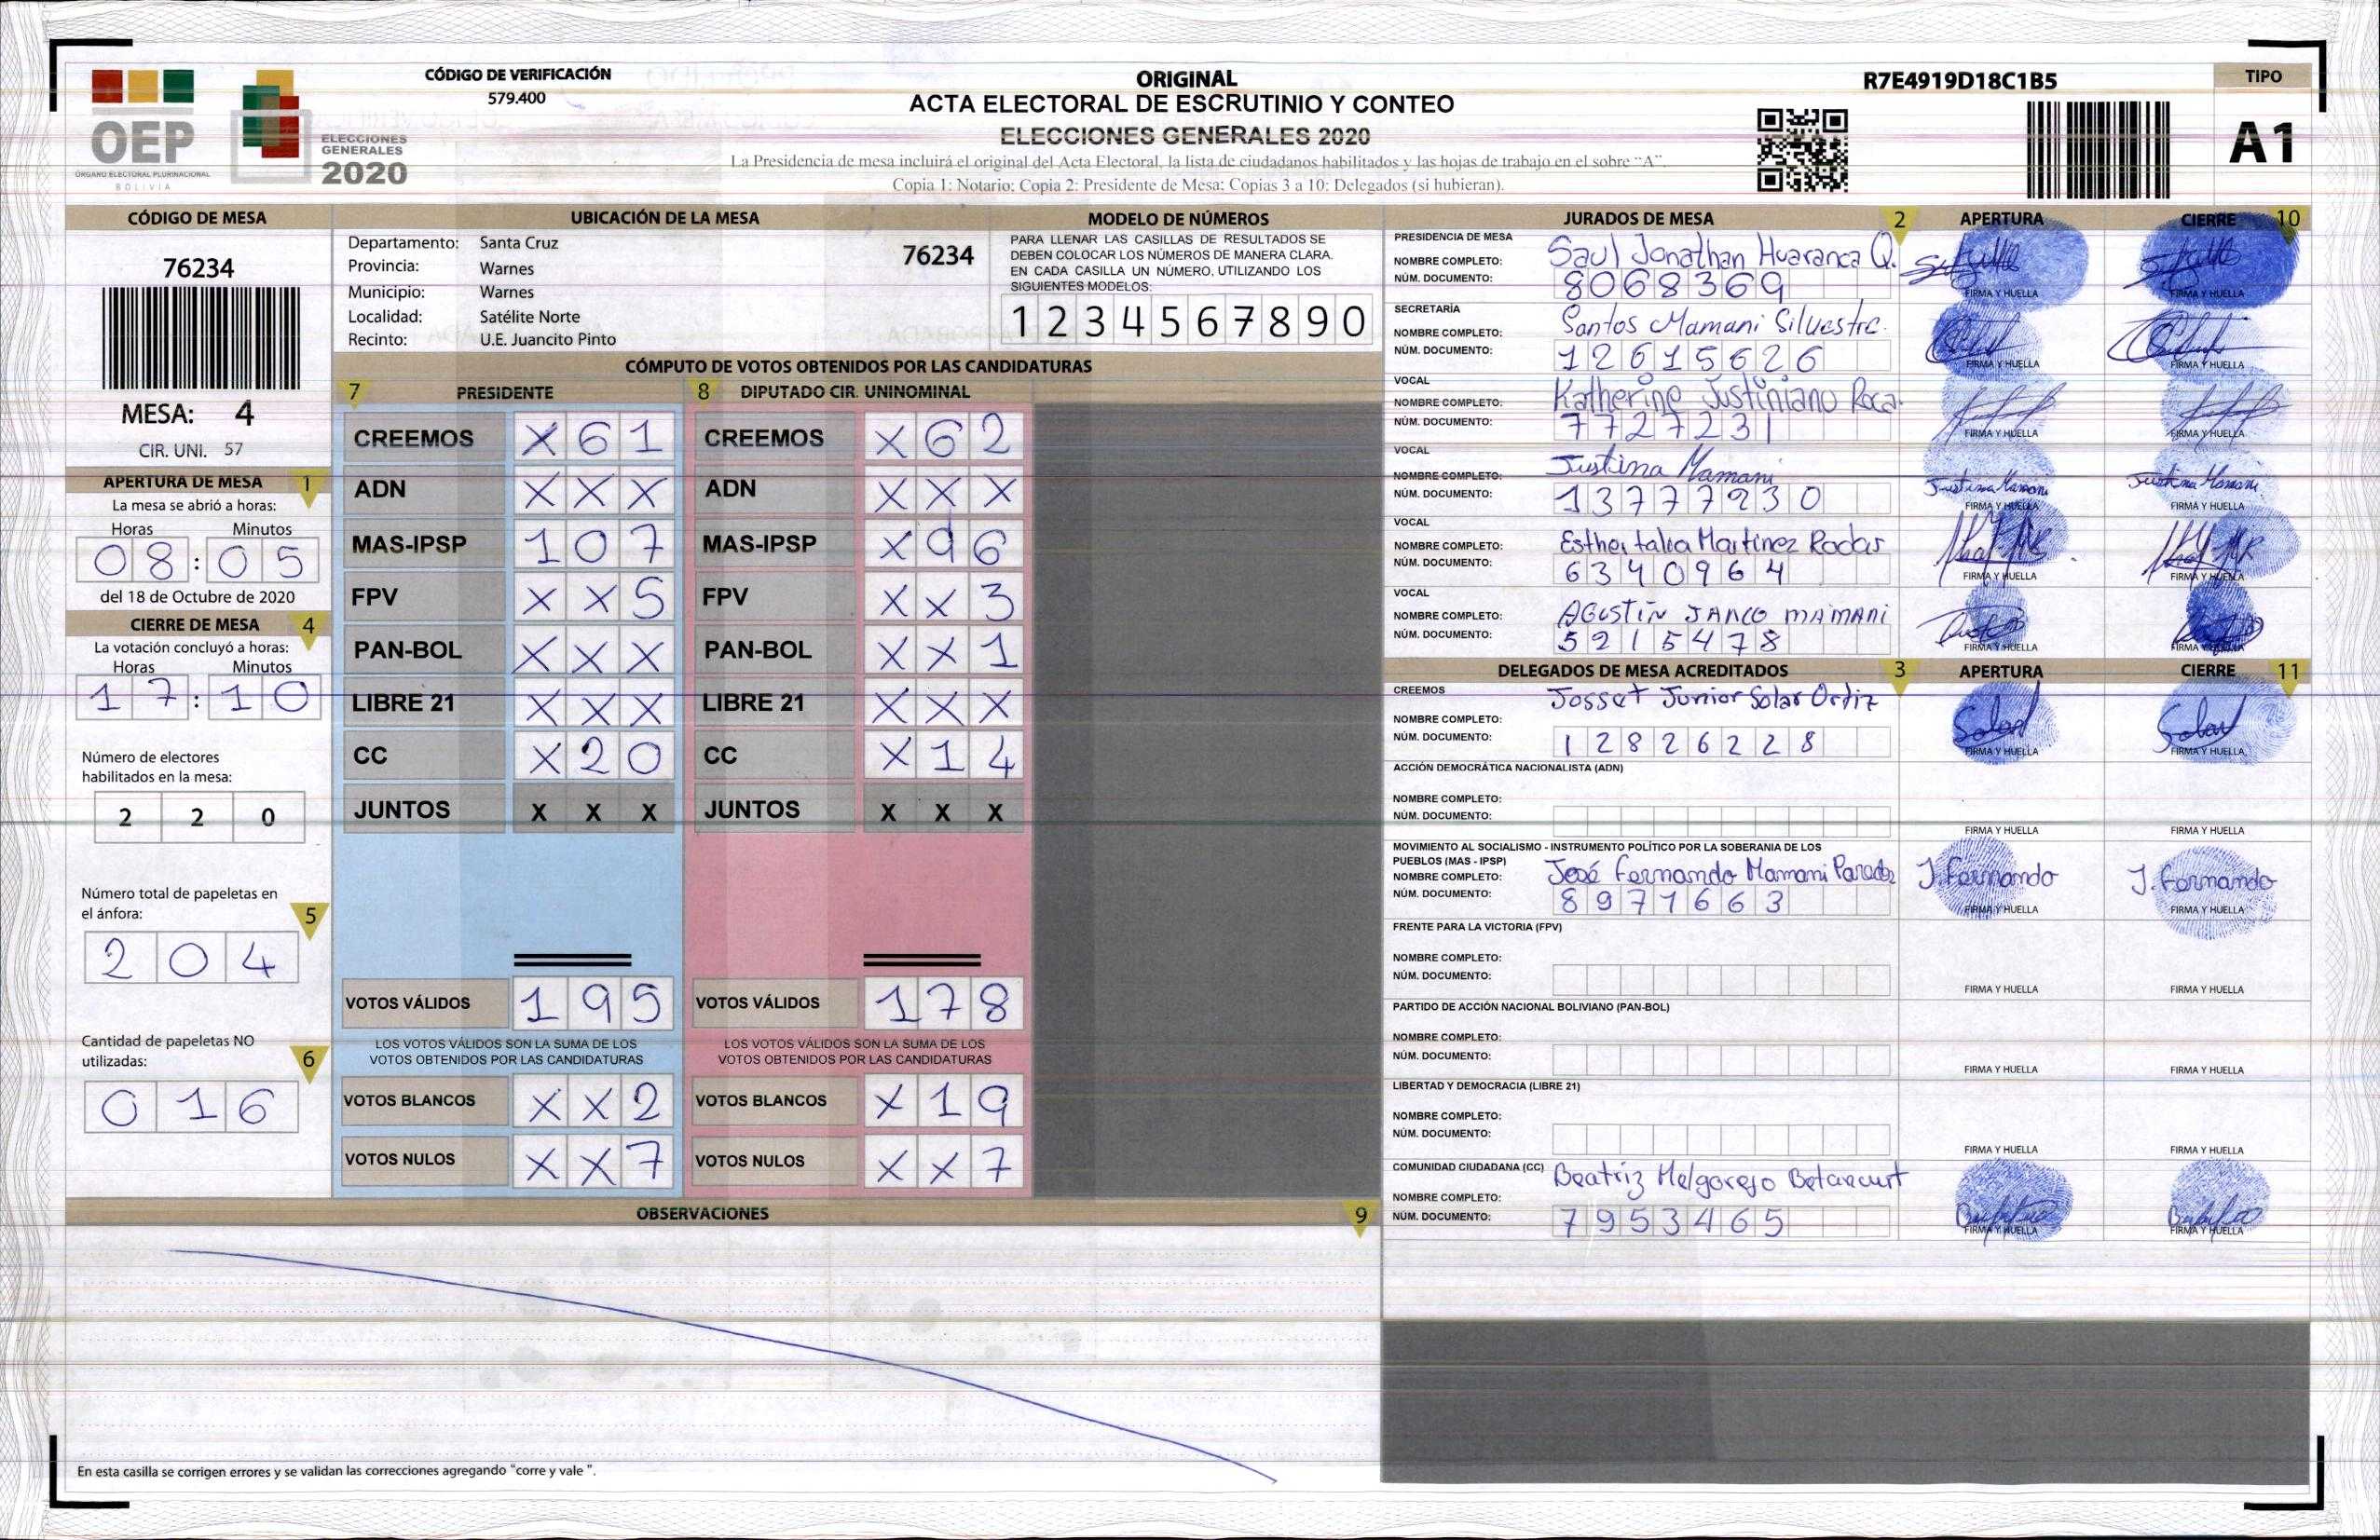 OEP
ÓRGANO ELECTORAL PLURINACIONAL
BOLIVIA
ELECCIONES
GENERALES
2020
CÓDIGO DE VERIFICACIÓN
579.400
ORIGINAL
ACTA ELECTORAL DE ESCRUTINIO Y CONTEO
ELECCIONES GENERALES 2020
La Presidencia de mesa incluirá el original del Acta Electoral, la lista de ciudadanos habilitados y las hojas de trabajo en el sobre "A".
Copia 1: Notario; Copia 2: Presidente de Mesa; Copias 3 a 10: Delegados (si hubieran).
R7E4919D18C1B5
TIPO
A1
CÓDIGO DE MESA
76234
MESA: 4
CIR. UNI. 57
APERTURA DE MESA 1
La mesa se abrió a horas:
Horas Minutos
08:05
del 18 de Octubre de 2020
CIERRE DE MESA 4
La votación concluyó a horas:
Horas Minutos
17:10
Número de electores
habilitados en la mesa:
2 2 0
Número total de papeletas en
el ánfora: 5
2 0 4
Cantidad de papeletas NO
utilizadas: 6
0 1 6
UBICACIÓN DE LA MESA
Departamento: Santa Cruz
Provincia: Warnes
Municipio: Warnes
Localidad: Satélite Norte
Recinto: U.E. Juancito Pinto
76234
MODELO DE NÚMEROS
PARA LLENAR LAS CASILLAS DE RESULTADOS SE
DEBEN COLOCAR LOS NÚMEROS DE MANERA CLARA.
EN CADA CASILLA UN NÚMERO, UTILIZANDO LOS
SIGUIENTES MODELOS:
1 2 3 4 5 6 7 8 9 0
CÓMPUTO DE VOTOS OBTENIDOS POR LAS CANDIDATURAS
7 PRESIDENTE 8 DIPUTADO CIR. UNINOMINAL
CREEMOS X 6 1 CREEMOS X 6 2
ADN X X X ADN X X X
MAS-IPSP 1 0 7 MAS-IPSP X 9 6
FPV X X 5 FPV X X 3
PAN-BOL X X X PAN-BOL X X 1
LIBRE 21 X X X LIBRE 21 X X X
CC X 2 0 CC X 1 4
JUNTOS X X X JUNTOS X X X
VOTOS VÁLIDOS 1 9 5 VOTOS VÁLIDOS 1 7 8
LOS VOTOS VÁLIDOS SON LA SUMA DE LOS LOS VOTOS VÁLIDOS SON LA SUMA DE LOS
VOTOS OBTENIDOS POR LAS CANDIDATURAS VOTOS OBTENIDOS POR LAS CANDIDATURAS
VOTOS BLANCOS X X 2 VOTOS BLANCOS X 1 9
VOTOS NULOS X X 7 VOTOS NULOS X X 7
OBSERVACIONES 9
En esta casilla se corrigen errores y se validan las correcciones agregando "corre y vale ".
JURADOS DE MESA 2 APERTURA CIERRE 10
PRESIDENCIA DE MESA
NOMBRE COMPLETO: Saul Jonathan Huaranca Q.
NÚM. DOCUMENTO: 8068369
FIRMA Y HUELLA FIRMA Y HUELLA
SECRETARÍA
NOMBRE COMPLETO: Santos Mamani Silvestre.
NÚM. DOCUMENTO: 12615626
FIRMA Y HUELLA FIRMA Y HUELLA
VOCAL
NOMBRE COMPLETO: Katherine Justiniano Roca.
NÚM. DOCUMENTO: 7727231
FIRMA Y HUELLA FIRMA Y HUELLA
VOCAL
NOMBRE COMPLETO: Justina Mamani
NÚM. DOCUMENTO: 13777230
Justina Mamani Justina Mamani
FIRMA Y HUELLA FIRMA Y HUELLA
VOCAL
NOMBRE COMPLETO: Esther talia Martinez Rodas
NÚM. DOCUMENTO: 6340964
FIRMA Y HUELLA FIRMA Y HUELLA
VOCAL
NOMBRE COMPLETO: AGUSTIN JANCO MAMANI
NÚM. DOCUMENTO: 5215478
FIRMA Y HUELLA FIRMA Y HUELLA
DELEGADOS DE MESA ACREDITADOS 3 APERTURA CIERRE 11
CREEMOS Jossat Junior Solar Ortiz
NOMBRE COMPLETO:
NÚM. DOCUMENTO: 12826228
FIRMA Y HUELLA FIRMA Y HUELLA
ACCIÓN DEMOCRÁTICA NACIONALISTA (ADN)
NOMBRE COMPLETO:
NÚM. DOCUMENTO:
FIRMA Y HUELLA FIRMA Y HUELLA
MOVIMIENTO AL SOCIALISMO - INSTRUMENTO POLÍTICO POR LA SOBERANIA DE LOS
PUEBLOS (MAS - IPSP)
NOMBRE COMPLETO: José Fernando Mamani Paredez
NÚM. DOCUMENTO: 8971663
J. Fernando J. Fernando
FIRMA Y HUELLA FIRMA Y HUELLA
FRENTE PARA LA VICTORIA (FPV)
NOMBRE COMPLETO:
NÚM. DOCUMENTO:
FIRMA Y HUELLA FIRMA Y HUELLA
PARTIDO DE ACCIÓN NACIONAL BOLIVIANO (PAN-BOL)
NOMBRE COMPLETO:
NÚM. DOCUMENTO:
FIRMA Y HUELLA FIRMA Y HUELLA
LIBERTAD Y DEMOCRACIA (LIBRE 21)
NOMBRE COMPLETO:
NÚM. DOCUMENTO:
FIRMA Y HUELLA FIRMA Y HUELLA
COMUNIDAD CIUDADANA (CC) Beatriz Melgarejo Betancurt
NOMBRE COMPLETO:
NÚM. DOCUMENTO: 7953465
FIRMA Y HUELLA FIRMA Y HUELLA